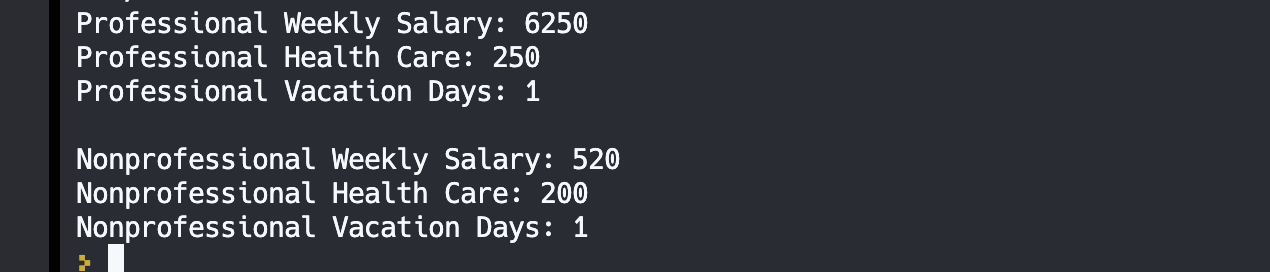 Professional Weekly Salary: 6250
Professional Health Care: 250
Professional Vacation Days: 1
Nonprofessional Weekly Salary: 520
Nonprofessional Health Care: 200
Nonprofessional Vacation Days: 1
>